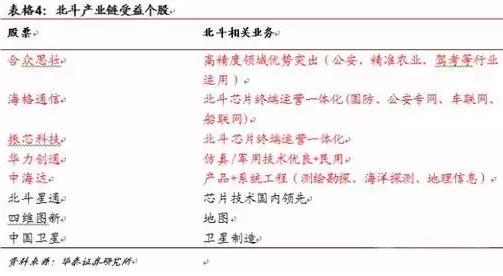 表格4：北斗产业链受益个股
股票 北斗相关业务
合众思壮 高精度领域优势突出（公安、精准农业、驾考等行业
运用）
海格通信 北斗芯片终端运营一体化(国防、公安专网、车联网、
船联网)
振芯科技 北斗芯片终端运营一体化
华力创通 仿真/军用技术优良+民用
中海达 产品+系统工程（测绘勘探、海洋探测、地理信息）
北斗星通 芯片技术国内领先
四维图新 地图
中国卫星 卫星制造
资料来源：华泰证券研究所